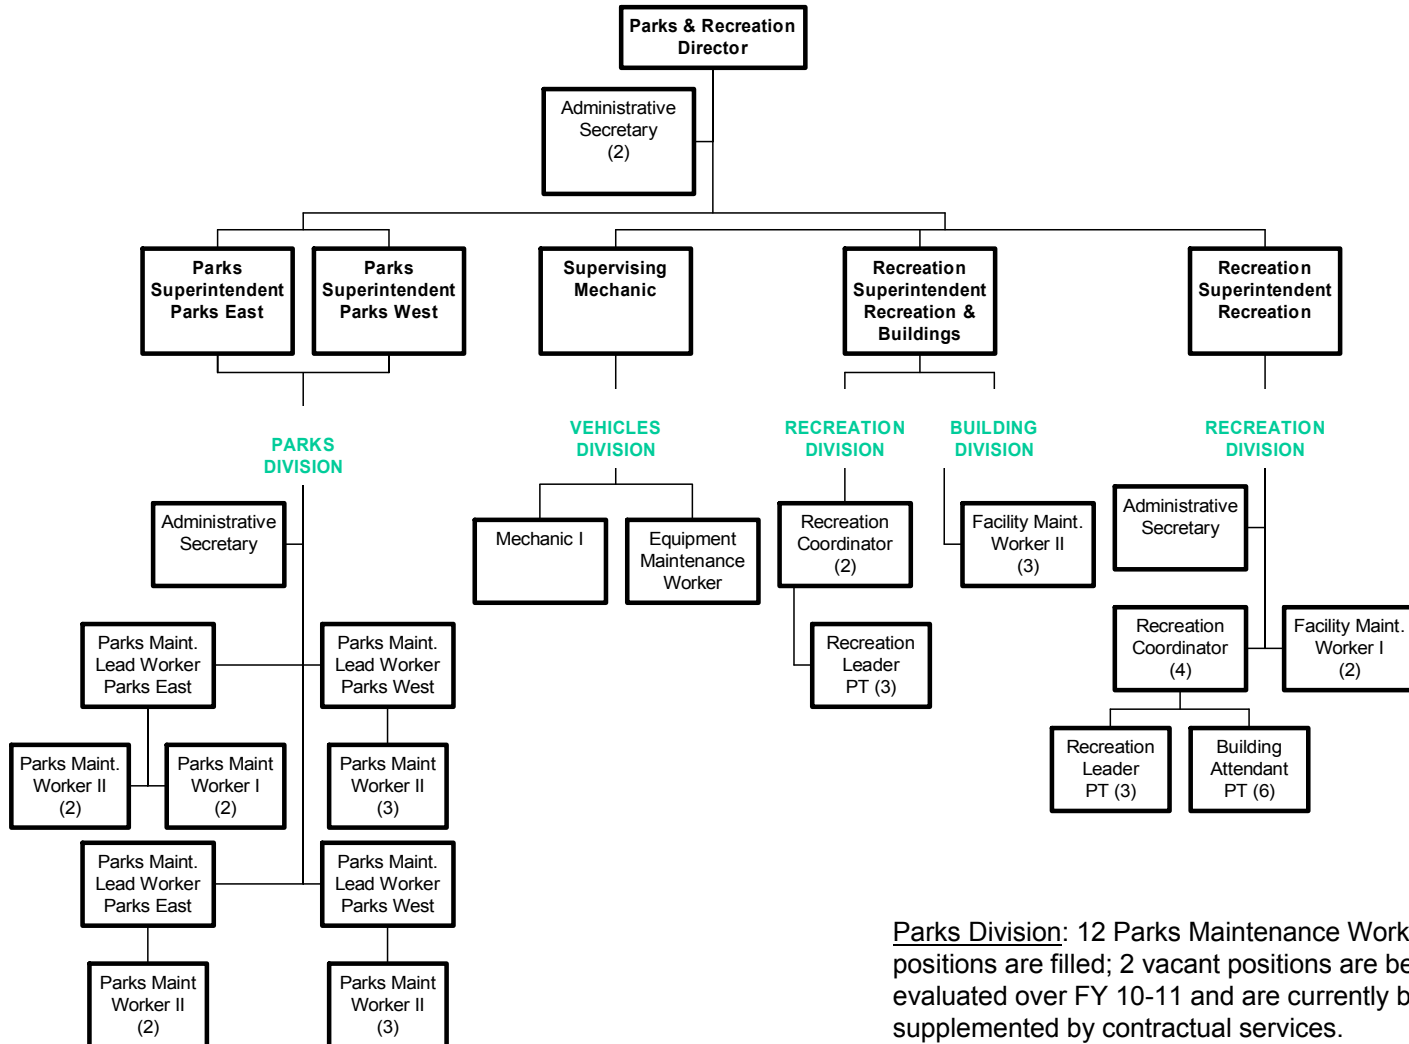 Parks & Recreation
Director
Administrative
Secretary
(2)
Parks
Superintendent
Parks East
Parks
Superintendent
Parks West
Supervising
Mechanic
Recreation
Superintendent
Recreation &
Buildings
Recreation
Superintendent
Recreation
PARKS
DIVISION
VEHICLES
DIVISION
RECREATION
DIVISION
BUILDING
DIVISION
RECREATION
DIVISION
Administrative
Secretary
Mechanic I
Equipment
Maintenance
Worker
Recreation
Coordinator
(2)
Facility Maint.
Worker II
(3)
Administrative
Secretary
Parks Maint.
Lead Worker
Parks East
Parks Maint.
Lead Worker
Parks West
Recreation
Leader
PT (3)
Recreation
Coordinator
(4)
Facility Maint.
Worker I
(2)
Parks Maint.
Worker II
(2)
Parks Maint
Worker I
(2)
Parks Maint
Worker II
(3)
Recreation
Leader
PT (3)
Building
Attendant
PT (6)
Parks Maint.
Lead Worker
Parks East
Parks Maint.
Lead Worker
Parks West
Parks Maint
Worker II
(2)
Parks Maint
Worker II
(3)
Parks Division: 12 Parks Maintenance Work
positions are filled; 2 vacant positions are be
evaluated over FY 10-11 and are currently b
supplemented by contractual services.